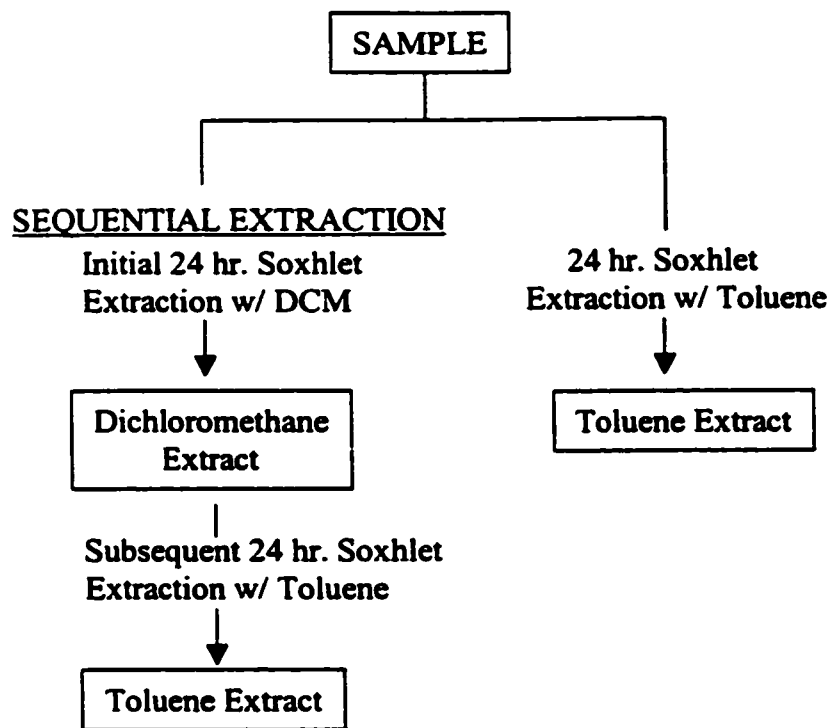 SAMPLE
SEQUENTIAL EXTRACTION
Initial 24 hr. Soxhlet
Extraction w/ DCM
Dichloromethane
Extract
Subsequent 24 hr. Soxhlet
Extraction w/ Toluene
Toluene Extract
24 hr. Soxhlet
Extraction w/ Toluene
Toluene Extract